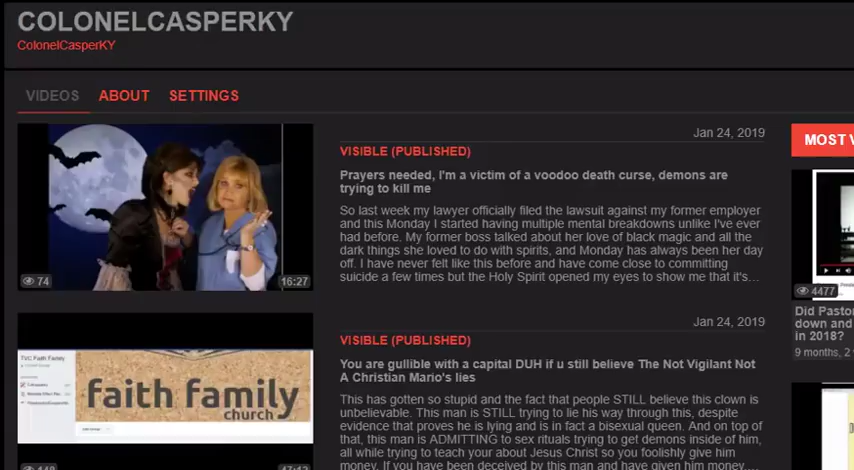 COLONELCASPERKY
ColonelCasperKY
VIDEOS ABOUT SETTINGS
Jan 24, 2019
VISIBLE (PUBLISHED)
Prayers needed, I'm a victim of a voodoo death curse, demons are
trying to kill me
So last week my lawyer officially filed the lawsuit against my former employer
and this Monday I started having multiple mental breakdowns unlike I've ever
had before. My former boss talked about her love of black magic and all the
dark things she loved to do with spirits, and Monday has always been her day
off. I have never felt like this before and have come close to committing
suicide a few times but the Holy Spirit opened my eyes to show me that it's...
74
16:27
Jan 24, 2019
VISIBLE (PUBLISHED)
You are gullible with a capital DUH if u still believe The Not Vigilant Not
A Christian Mario's lies
This has gotten so stupid and the fact that people STILL believe this clown is
unbelievable. This man is STILL trying to lie his way through this, despite
evidence that proves he is lying and is in fact a bisexual queen. And on top of
that, this man is ADMITTING to sex rituals trying to get demons inside of him,
all while trying to teach your about Jesus Christ so you foolishly give him
money. If you have been deceived by this man and have given him money,...
TVC Faith Family
faith family
church
MOST V
4477
Did Pastor
down and
in 2018?
9 months, 2